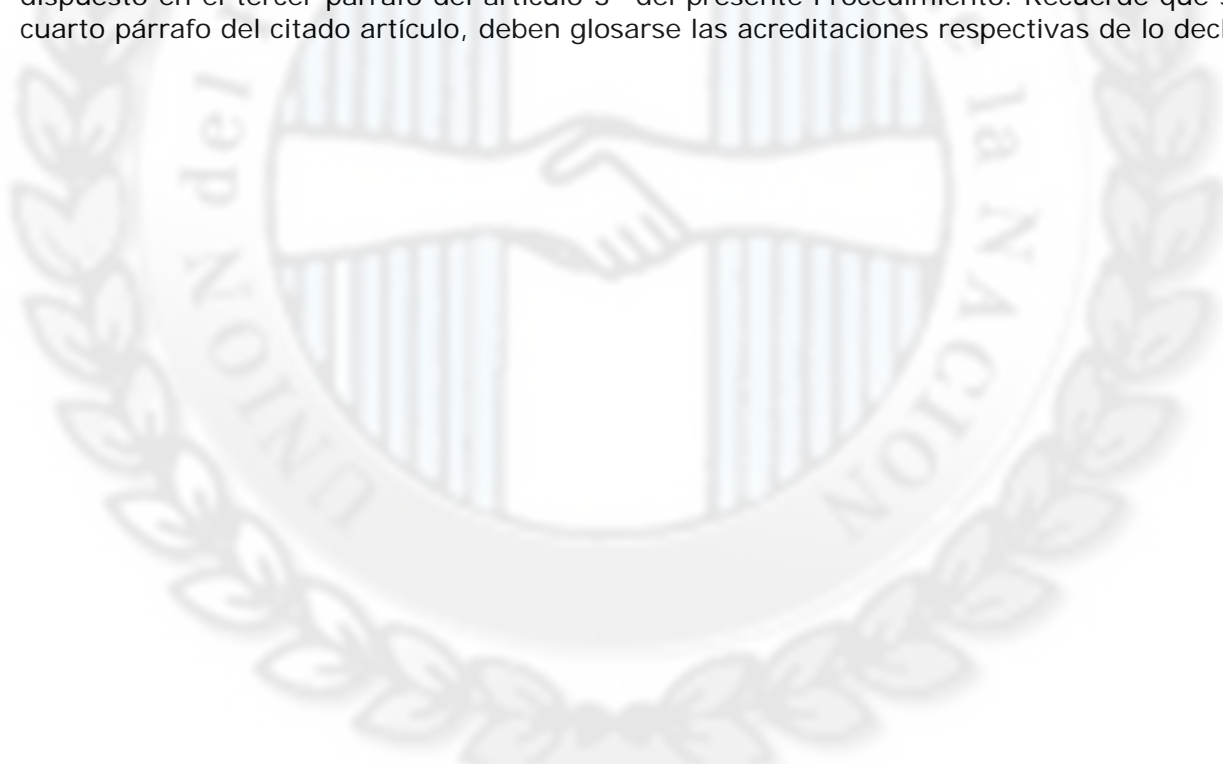 dispuesto en el tercer párrafo del artículo del presente Procedimiento. Recuerde que
cuarto párrafo del citado artículo, deben glosarse las acreditaciones respectivas de lo
UNION del
la NACION